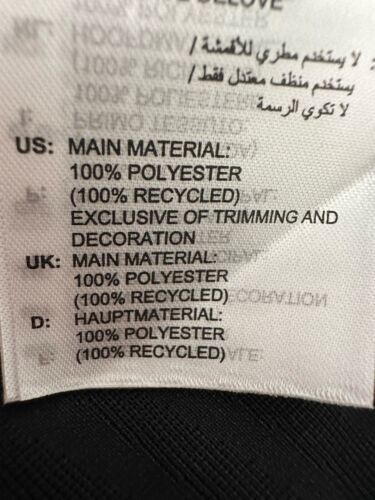 لا يستخدم مطري للأقمشة /
يستخدم منظف معتدل فقط /
لا تكوي الرسمة
US: MAIN MATERIAL:
100% POLYESTER
(100% RECYCLED)
EXCLUSIVE OF TRIMMING AND
DECORATION
UK: MAIN MATERIAL:
100% POLYESTER
(100% RECYCLED)
D: HAUPTMATERIAL:
100% POLYESTER
(100% RECYCLED)